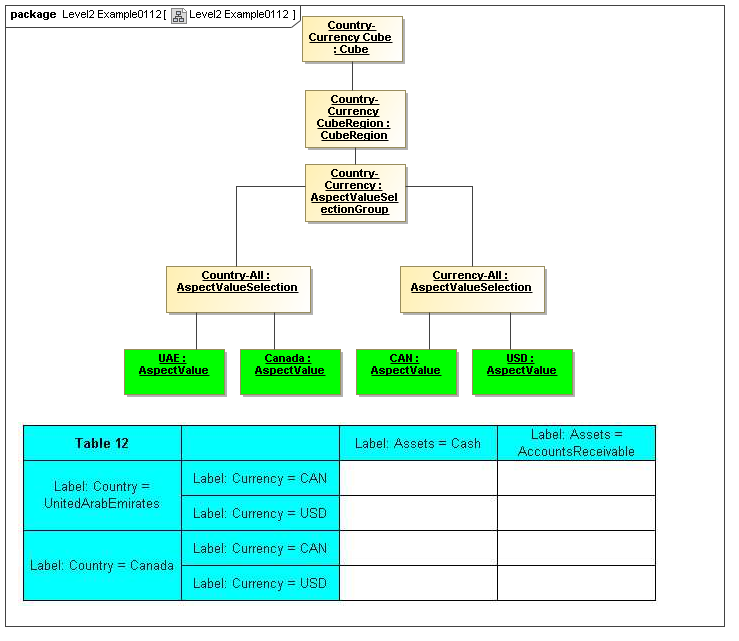 package Level2 Example0112 [ Level2 Example0112 ]
Country-
Currency Cube
: Cube
Country-
Currency
CubeRegion :
CubeRegion
Country-
Currency :
AspectValueSel
ectionGroup
Country-All :
AspectValueSelection
Currency-All :
AspectValueSelection
UAE :
AspectValue
Canada :
AspectValue
CAN :
AspectValue
USD :
AspectValue
Table 12
Label: Assets = Cash
Label: Assets =
AccountsReceivable
Label: Country =
UnitedArabEmirates
Label: Currency = CAN
Label: Currency = USD
Label: Country = Canada
Label: Currency = CAN
Label: Currency = USD